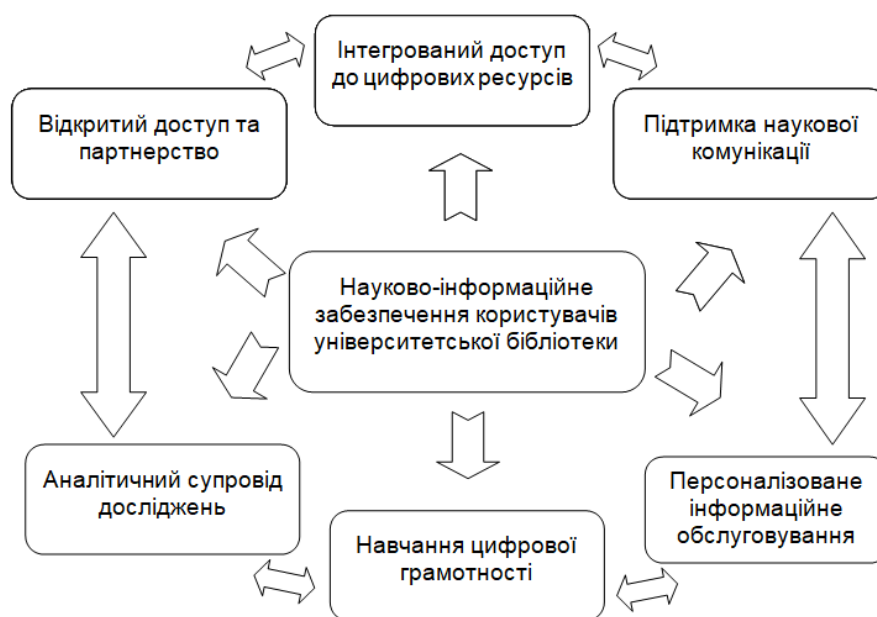 Інтегрований доступ
до цифрових ресурсів
Відкритий доступ та
партнерство
Підтримка наукової
комунікації
Науково-інформаційне
забезпечення користувачів
університетської бібліотеки
Аналітичний супровід
досліджень
Персоналізоване
інформаційне
обслуговування
Навчання цифрової
грамотності